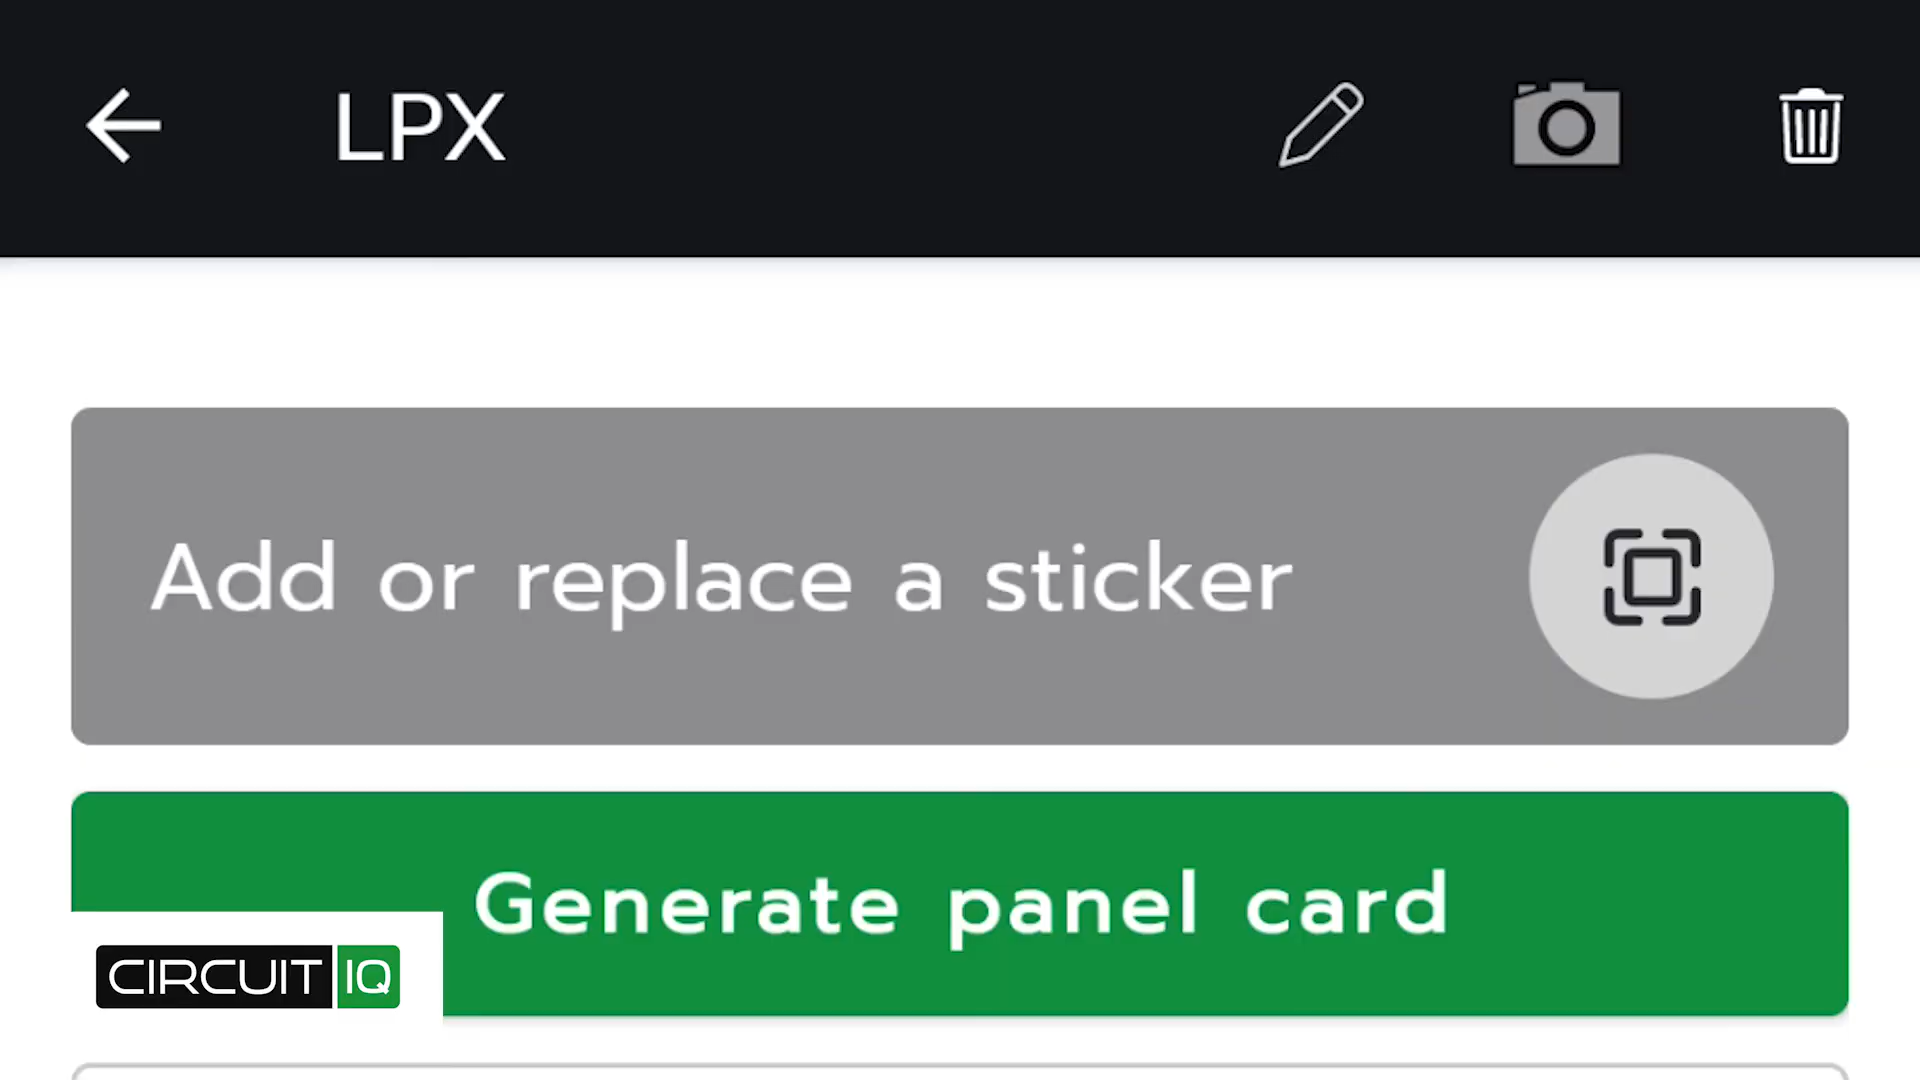 LPX
Add or replace a sticker
Generate panel card
CIRCUIT IQ